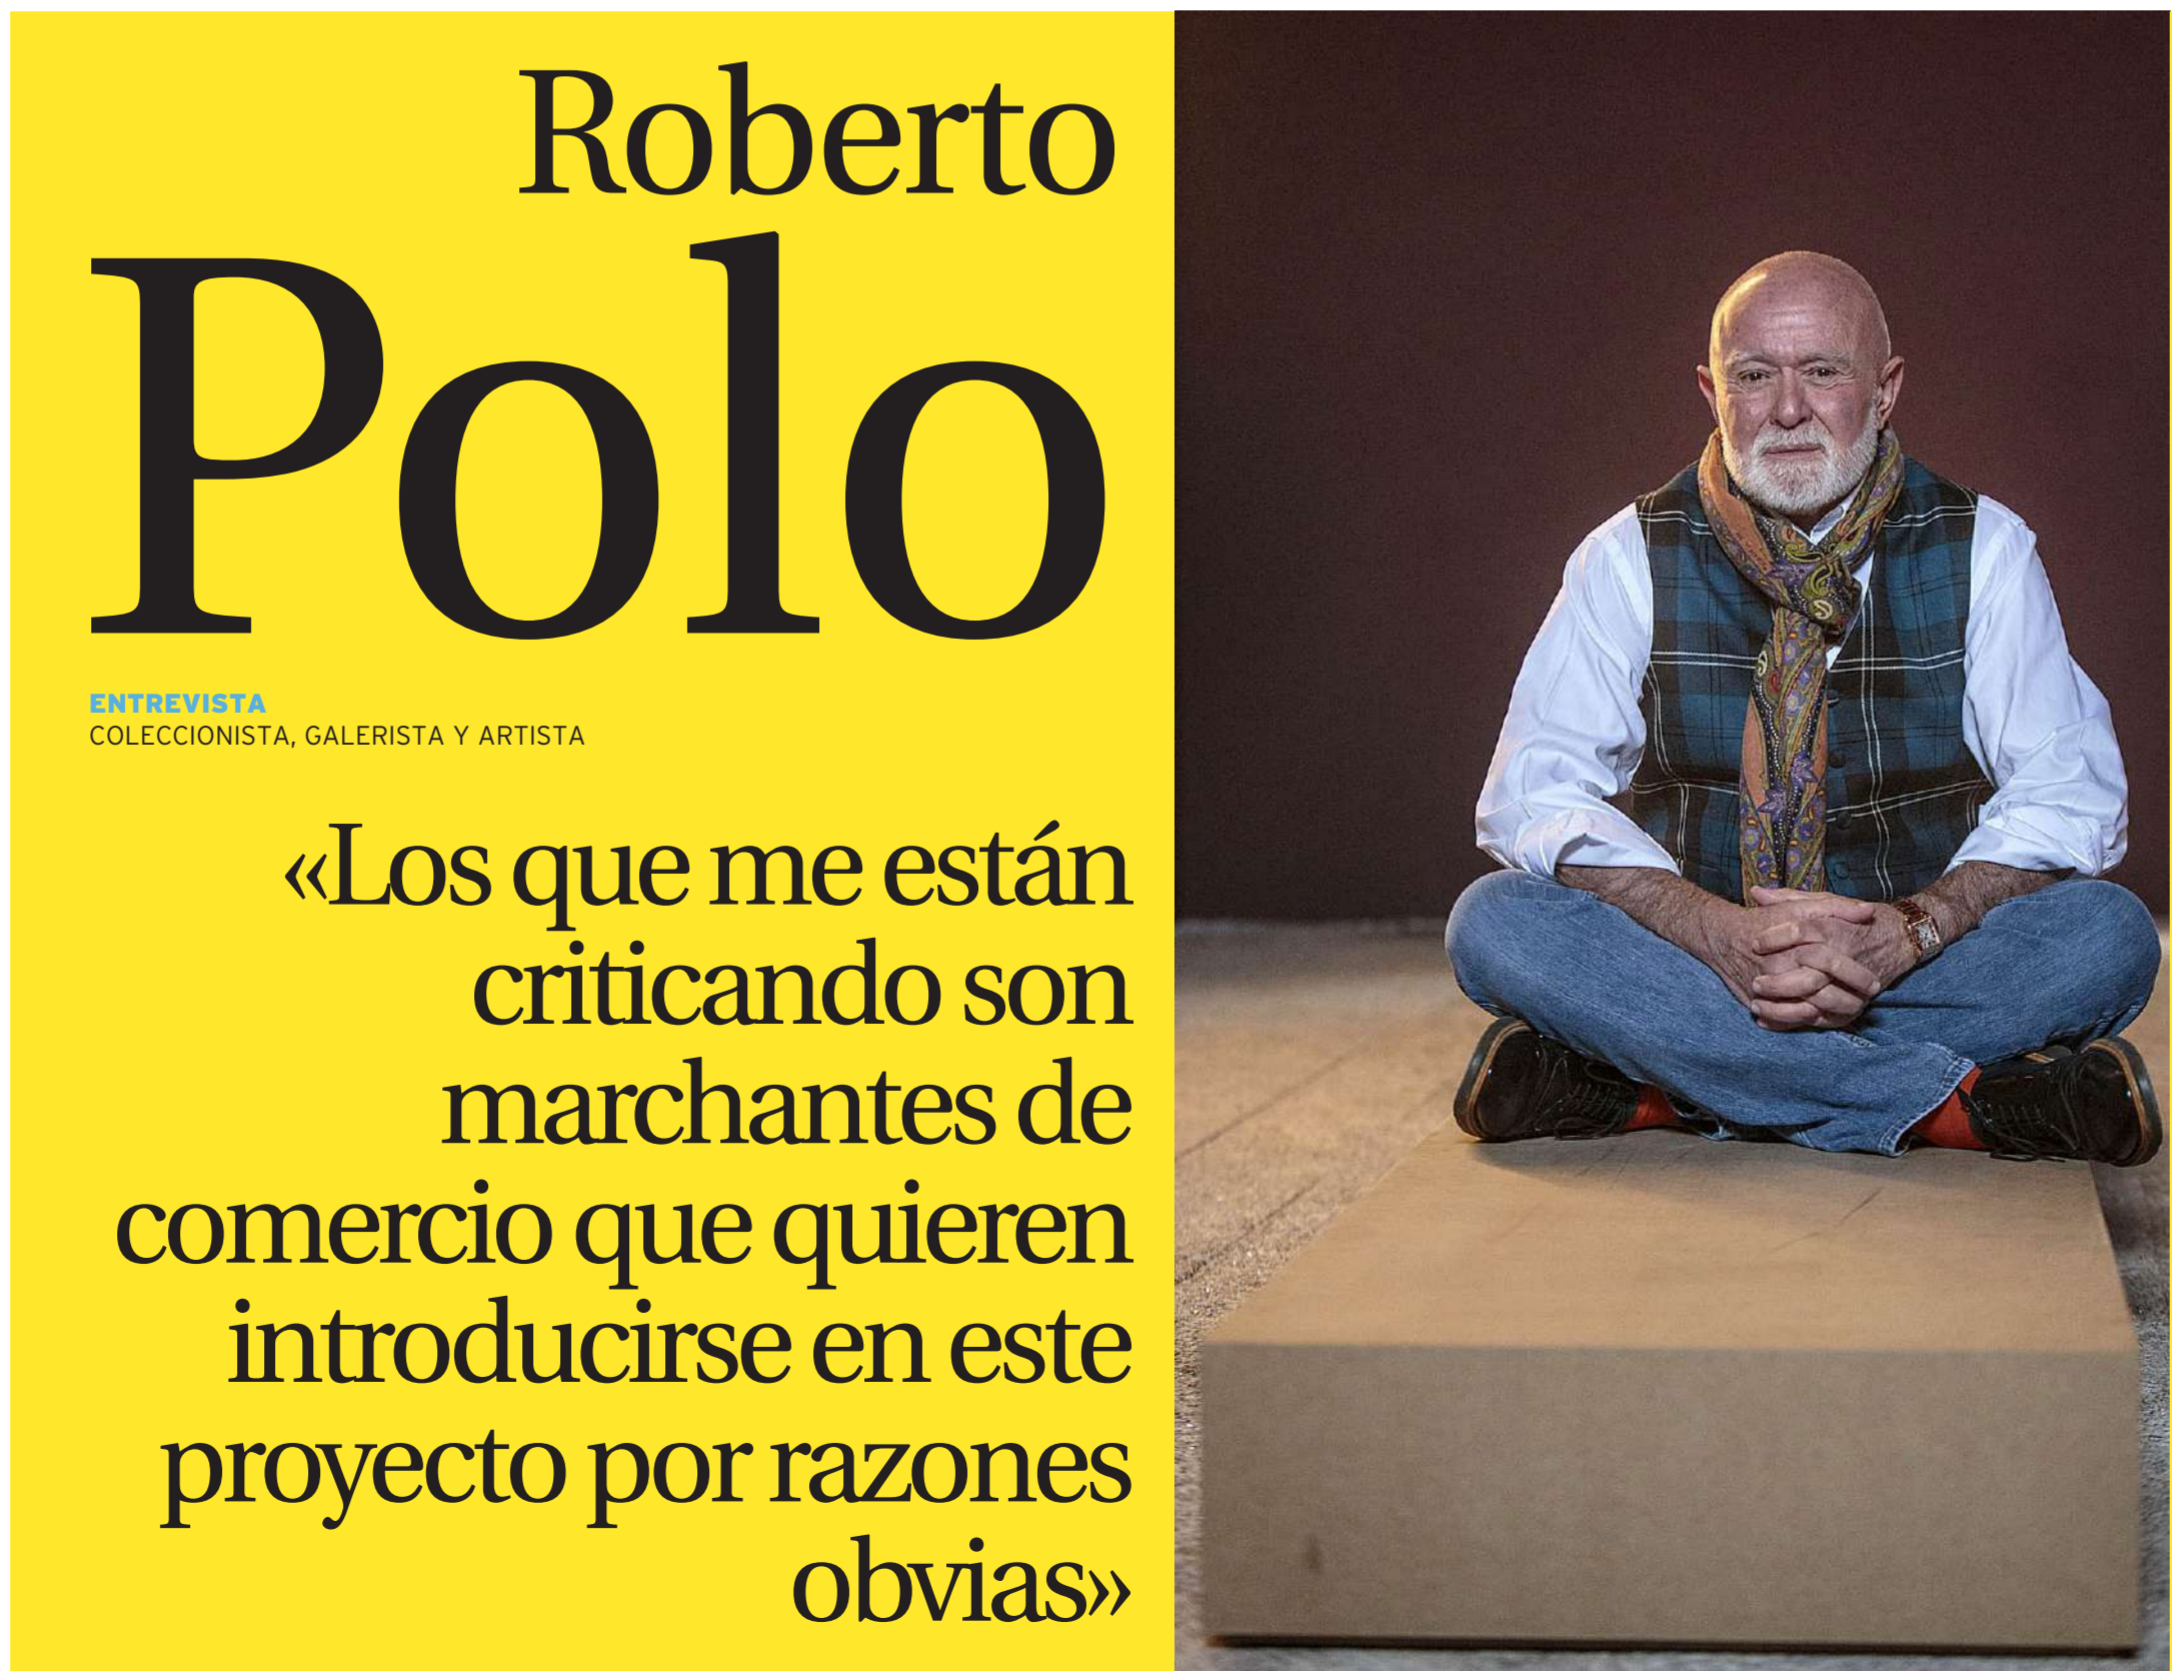 Roberto
Polo
ENTREVISTA
COLECCIONISTA, GALERISTA Y ARTISTA
«Los que me están
criticando son
marchantes de
comercio que quieren
introducirse en este
proyecto por razones
obvias»